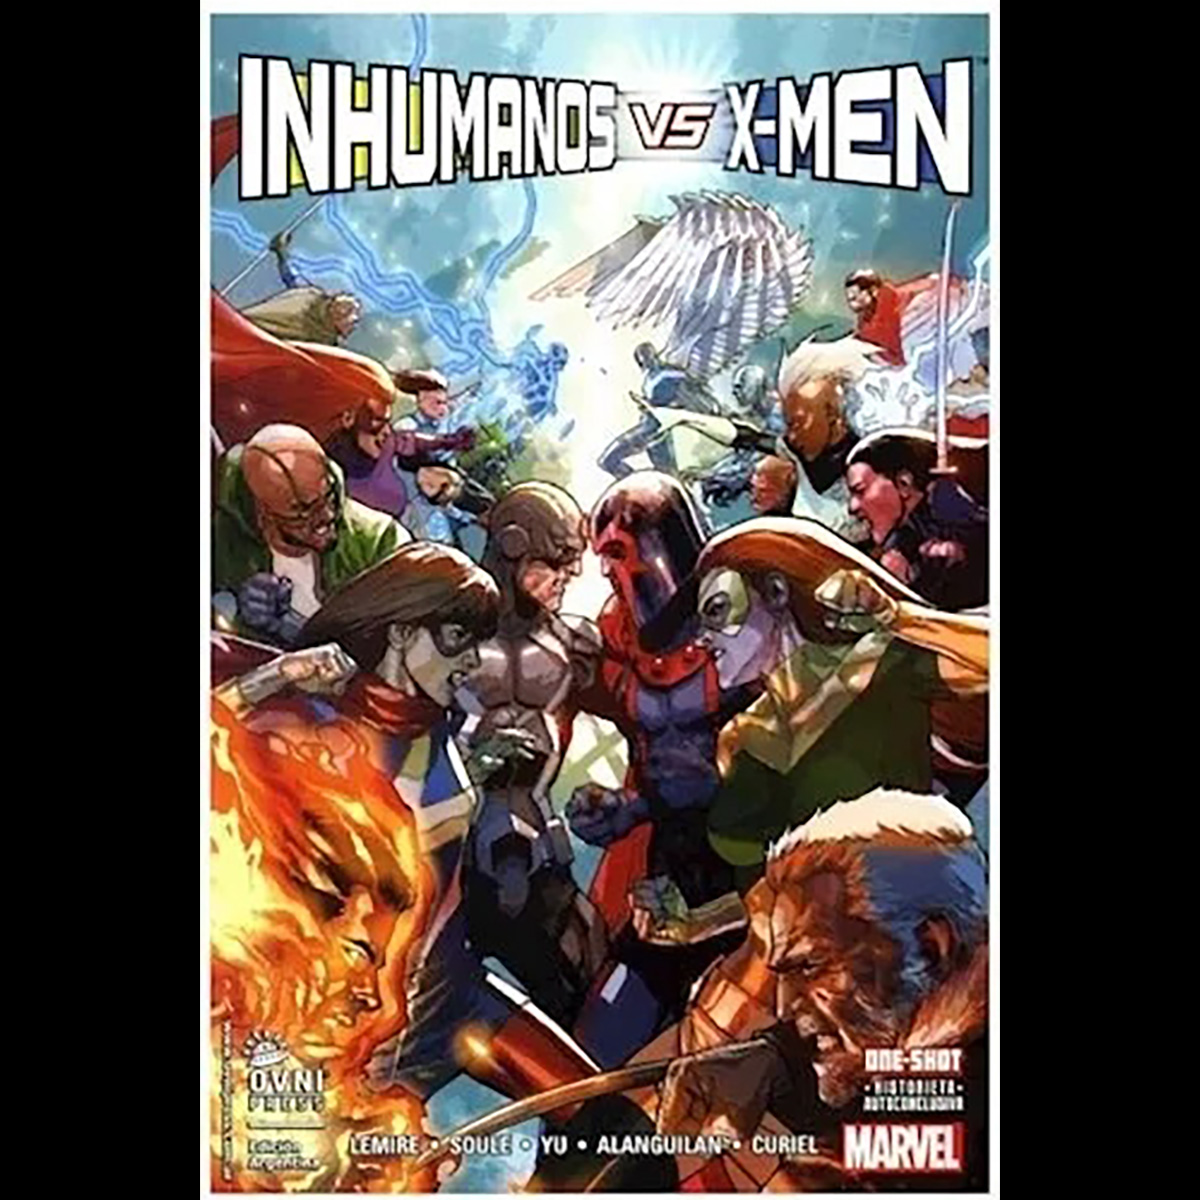 INHUMANOS VS X-MEN
ONE-SHOT
• HISTORIETA •
AUTOCONCLUSIVA
OVNI
PRESS
Edición
Argentina
LEMIRE • SOULE • YU • ALANGUILAN • CURIEL
MARVEL